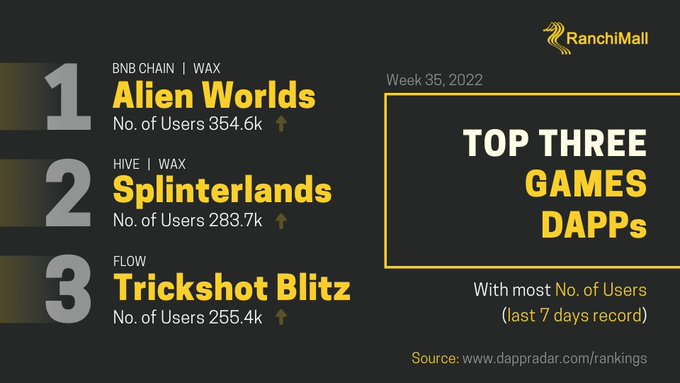 RanchiMall
1
BNB CHAIN | WAX
Alien Worlds
No. of Users 354.6k
2
HIVE | WAX
Splinterlands
No. of Users 283.7k
3
FLOW
Trickshot Blitz
No. of Users 255.4k
Week 35, 2022
TOP THREE
GAMES
DAPPs
With most No. of Users
(last 7 days record)
Source: www.dappradar.com/rankings